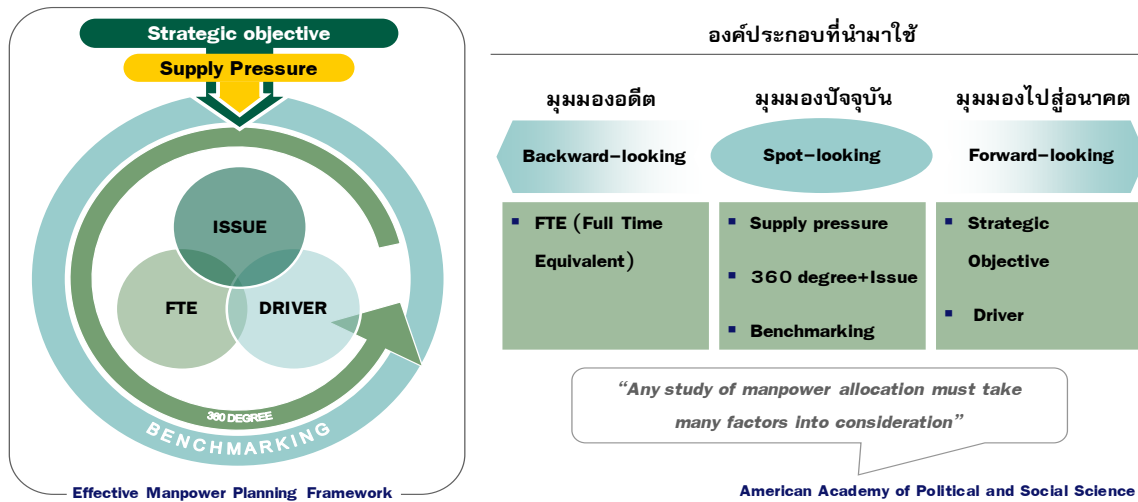 Strategic objective
Supply Pressure
ISSUE
FTE
DRIVER
360 DEGREE
BENCHMARKING
Effective Manpower Planning Framework
องค์ประกอบที่นำมาใช้
มุมมองอดีต
มุมมองปัจจุบัน
มุมมองไปสู่อนาคต
Backward-looking
Spot-looking
Forward-looking
▪ FTE (Full Time
Equivalent)
▪ Supply pressure
▪ 360 degree+Issue
▪ Benchmarking
▪ Strategic
Objective
▪ Driver
“Any study of manpower allocation must take
many factors into consideration”
American Academy of Political and Social Science